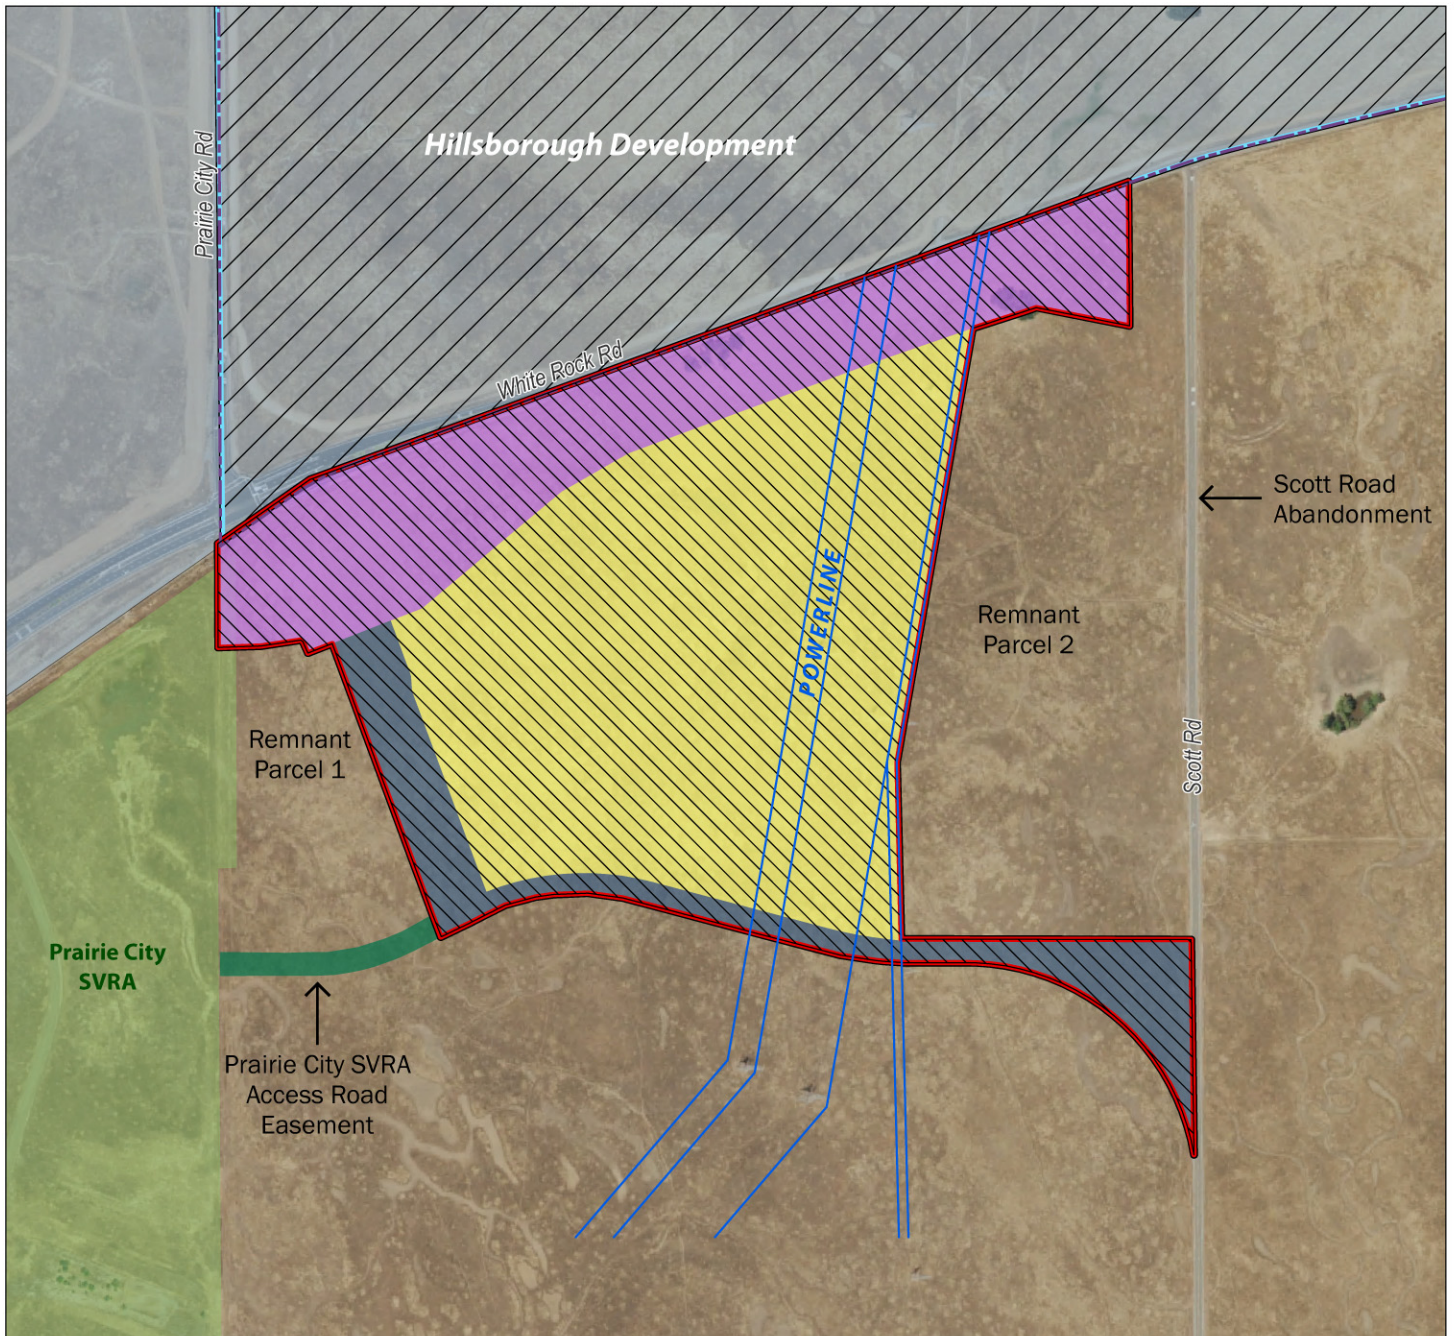 Hillsborough Development
Prairie City Rd
White Rock Rd
Scott Road
Abandonment
POWERLINE
Remnant
Parcel 2
Remnant
Parcel 1
Scott Rd
Prairie City
SVRA
Prairie City SVRA
Access Road
Easement